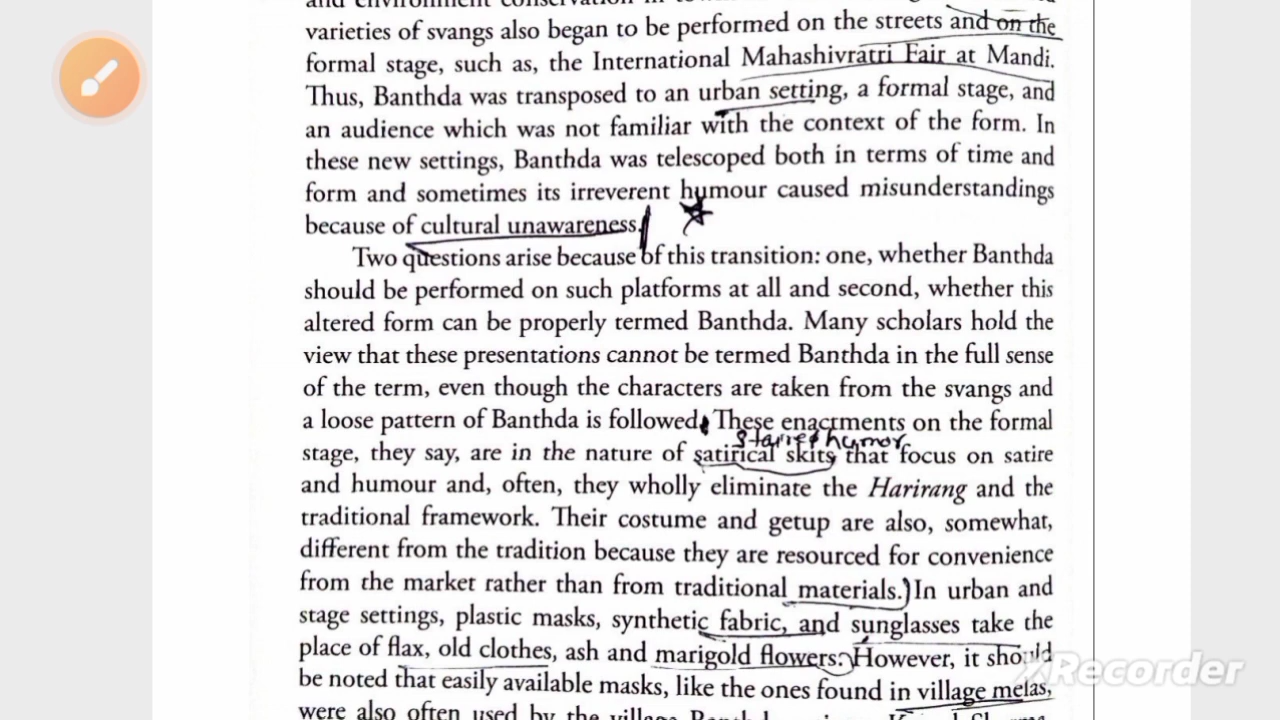 varieties of svangs also began to be performed on the streets and on the
formal stage, such as, the International Mahashivratri Fair at Mandi.
Thus, Banthda was transposed to an urban setting, a formal stage, and
an audience which was not familiar with the context of the form. In
these new settings, Banthda was telescoped both in terms of time and
form and sometimes its irreverent humour caused misunderstandings
because of cultural unawareness.
Two questions arise because of this transition: one, whether Banthda
should be performed on such platforms at all and second, whether this
altered form can be properly termed Banthda. Many scholars hold the
view that these presentations cannot be termed Banthda in the full sense
of the term, even though the characters are taken from the svangs and
a loose pattern of Banthda is followed. These enactments on the formal
humor
stage, they say, are in the nature of satirical skits that focus on satire
and humour and, often, they wholly eliminate the Harirang and the
traditional framework. Their costume and getup are also, somewhat,
different from the tradition because they are resourced for convenience
from the market rather than from traditional materials. In urban and
stage settings, plastic masks, synthetic fabric, and sunglasses take the
place of flax, old clothes, ash and marigold flowers. However, it should
be noted that easily available masks, like the ones found in village melas,
were also often used by the village
XRecorder